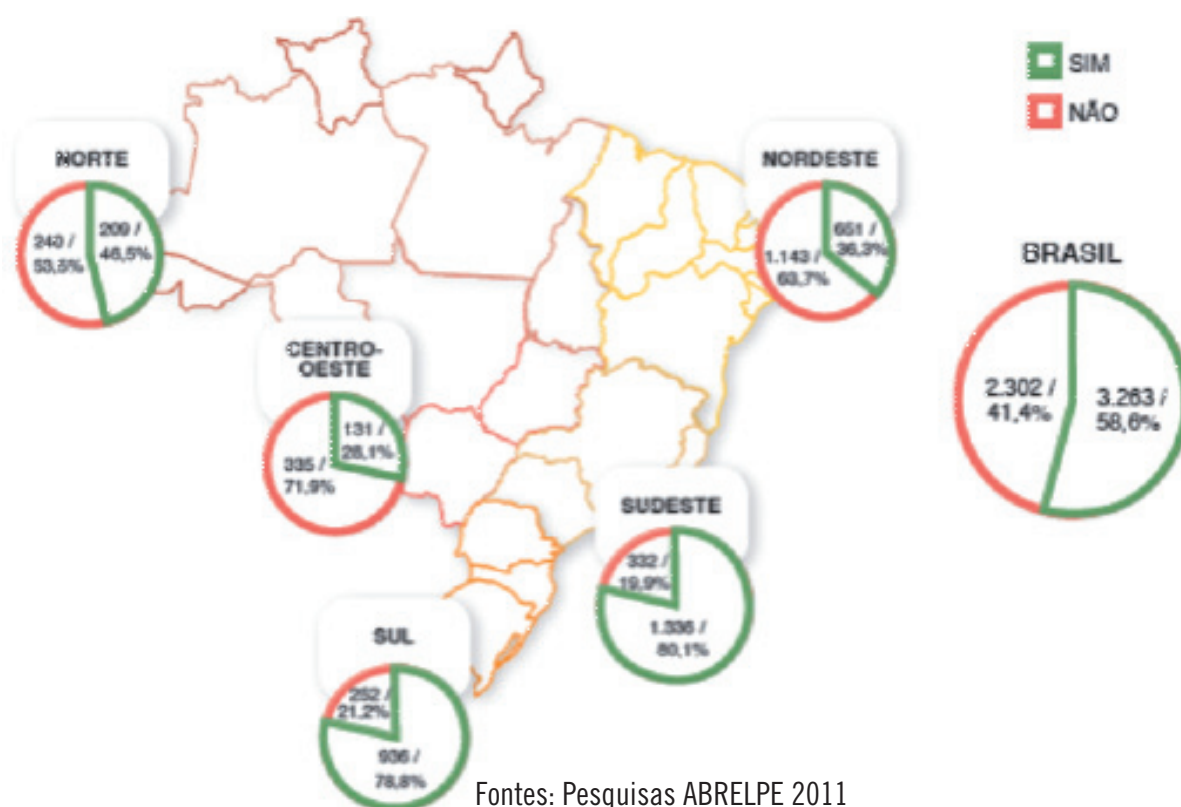 SIM
NÃO
NORTE
240 /
53,5%
209 /
46,5%
NORDESTE
1.143 /
63,7%
651 /
36,3%
BRASIL
2.302 /
41,4%
3.263 /
58,6%
CENTRO-
OESTE
335 /
71,9%
131 /
28,1%
SUDESTE
332 /
19,9%
1.336 /
80,1%
SUL
252 /
21,2%
936 /
78,8%
Fontes: Pesquisas ABRELPE 2011